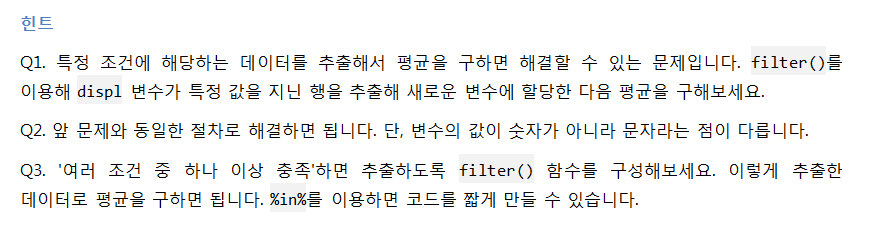 힌트
Q1. 특정 조건에 해당하는 데이터를 추출해서 평균을 구하면 해결할 수 있는 문제입니다. filter()를
이용해 displ 변수가 특정 값을 지닌 행을 추출해 새로운 변수에 할당한 다음 평균을 구해보세요.
Q2. 앞 문제와 동일한 절차로 해결하면 됩니다. 단, 변수의 값이 숫자가 아니라 문자라는 점이 다릅니다.
Q3. '여러 조건 중 하나 이상 충족'하면 추출하도록 filter() 함수를 구성해보세요. 이렇게 추출한
데이터로 평균을 구하면 됩니다. %in%를 이용하면 코드를 짧게 만들 수 있습니다.